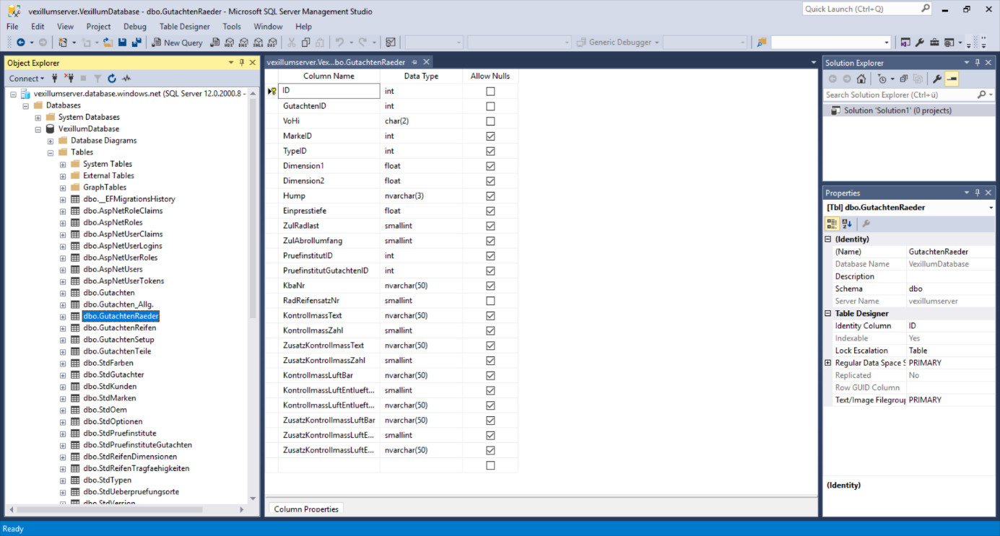 vexillumserver.VexillumDatabase - dbo.GutachtenRaeder - Microsoft SQL Server Management Studio
Quick Launch (Ctrl+Q)
File Edit View Project Debug Table Designer Tools Window Help
New Query
MDX DMX XMLA DAX
Generic Debugger
Object Explorer
Connect
vexillumserver.database.windows.net (SQL Server 12.0.2000.8 -
Databases
System Databases
VexillumDatabase
Database Diagrams
Tables
System Tables
External Tables
GraphTables
dbo.__EFMigrationsHistory
dbo.AspNetRoleClaims
dbo.AspNetRoles
dbo.AspNetUserClaims
dbo.AspNetUserLogins
dbo.AspNetUserRoles
dbo.AspNetUsers
dbo.AspNetUserTokens
dbo.Gutachten
dbo.Gutachten_Allg.
dbo.GutachtenRaeder
dbo.GutachtenReifen
dbo.GutachtenSetup
dbo.GutachtenTeile
dbo.StdFarben
dbo.StdGutachter
dbo.StdKunden
dbo.StdMarken
dbo.StdOem
dbo.StdOptionen
dbo.StdPruefinstitute
dbo.StdPruefinstituteGutachten
dbo.StdReifenDimensionen
dbo.StdReifenTragfaehigkeiten
dbo.StdTypen
dbo.StdUeberpruefungsorte
dbo.StdVersion
vexillumserver.Vex...bo.GutachtenRaeder
Column Name Data Type Allow Nulls
ID int
GutachtenID int
VoHi char(2)
MarkeID int
TypeID int
Dimension1 float
Dimension2 float
Hump nvarchar(3)
Einpresstiefe float
ZulRadlast smallint
ZulAbrollumfang smallint
PruefinstitutID int
PruefinstitutGutachtenID int
KbaNr nvarchar(50)
RadReifensatzNr smallint
KontrollmassText nvarchar(50)
KontrollmassZahl smallint
ZusatzKontrollmassText nvarchar(50)
ZusatzKontrollmassZahl smallint
KontrollmassLuftBar nvarchar(50)
KontrollmassLuftEntlueft... smallint
KontrollmassLuftEntlueft... nvarchar(50)
ZusatzKontrollmassLuftBar nvarchar(50)
ZusatzKontrollmassLuftE... smallint
ZusatzKontrollmassLuftE... nvarchar(50)
Column Properties
Solution Explorer
Search Solution Explorer (Ctrl+ü)
Solution 'Solution1' (0 projects)
Properties
[Tbl] dbo.GutachtenRaeder
(Identity)
(Name) GutachtenRaeder
Database Name VexillumDatabase
Description
Schema dbo
Server Name vexillumserver
Table Designer
Identity Column ID
Indexable Yes
Lock Escalation Table
Regular Data Space S PRIMARY
Replicated No
Row GUID Column
Text/Image Filegroup PRIMARY
(Identity)
Ready